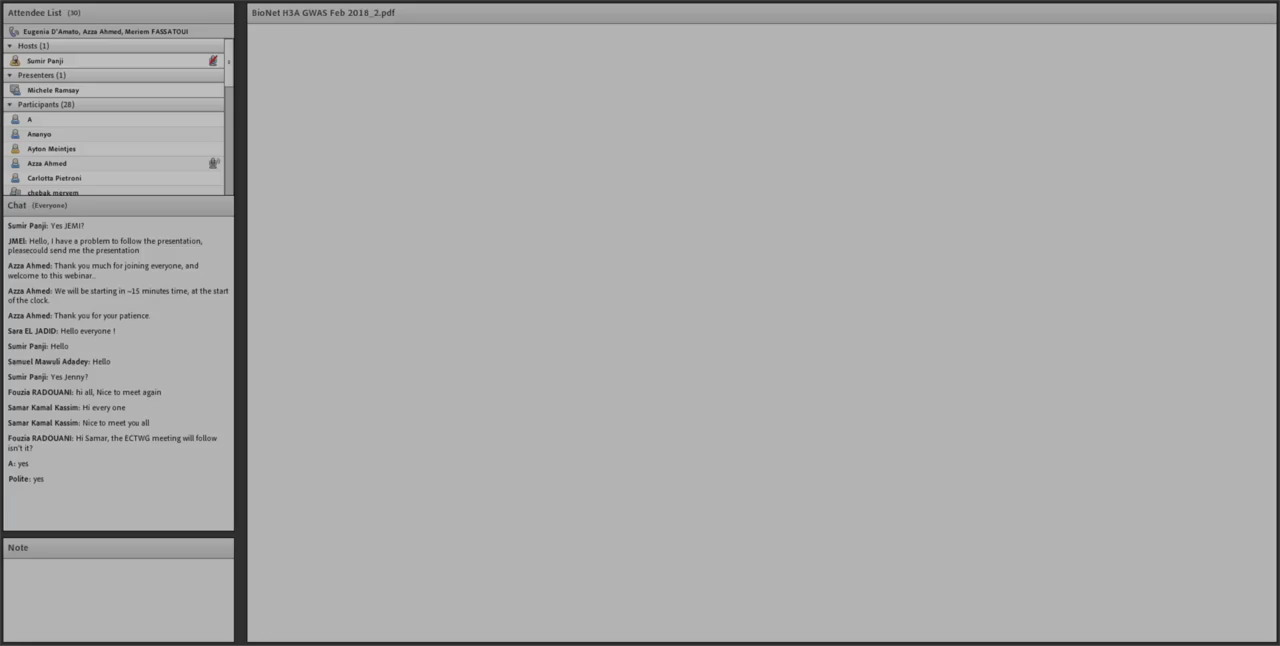 Attendee List (30)
Eugenia D'Amato, Azza Ahmed, Meriem FASSATOUI
Hosts (1)
Sumir Panji
Presenters (1)
Michele Ramsay
Participants (28)
A
Ananyo
Ayton Meintjes
Azza Ahmed
Carlotta Pietroni
chebak meryem
Chat (Everyone)
Sumir Panji: Yes JEMI?
JMEI: Hello, I have a problem to follow the presentation,
pleasecould send me the presentation
Azza Ahmed: Thank you much for joining everyone, and
welcome to this webinar..
Azza Ahmed: We will be starting in ~15 minutes time, at the start
of the clock.
Azza Ahmed: Thank you for your patience.
Sara EL JADID: Hello everyone !
Sumir Panji: Hello
Samuel Mawuli Adadey: Hello
Sumir Panji: Yes Jenny?
Fouzia RADOUANI: hi all, Nice to meet again
Samar Kamal Kassim: Hi every one
Samar Kamal Kassim: Nice to meet you all
Fouzia RADOUANI: Hi Samar, the ECTWG meeting will follow
isn't it?
A: yes
Polite: yes
Note
BioNet H3A GWAS Feb 2018_2.pdf